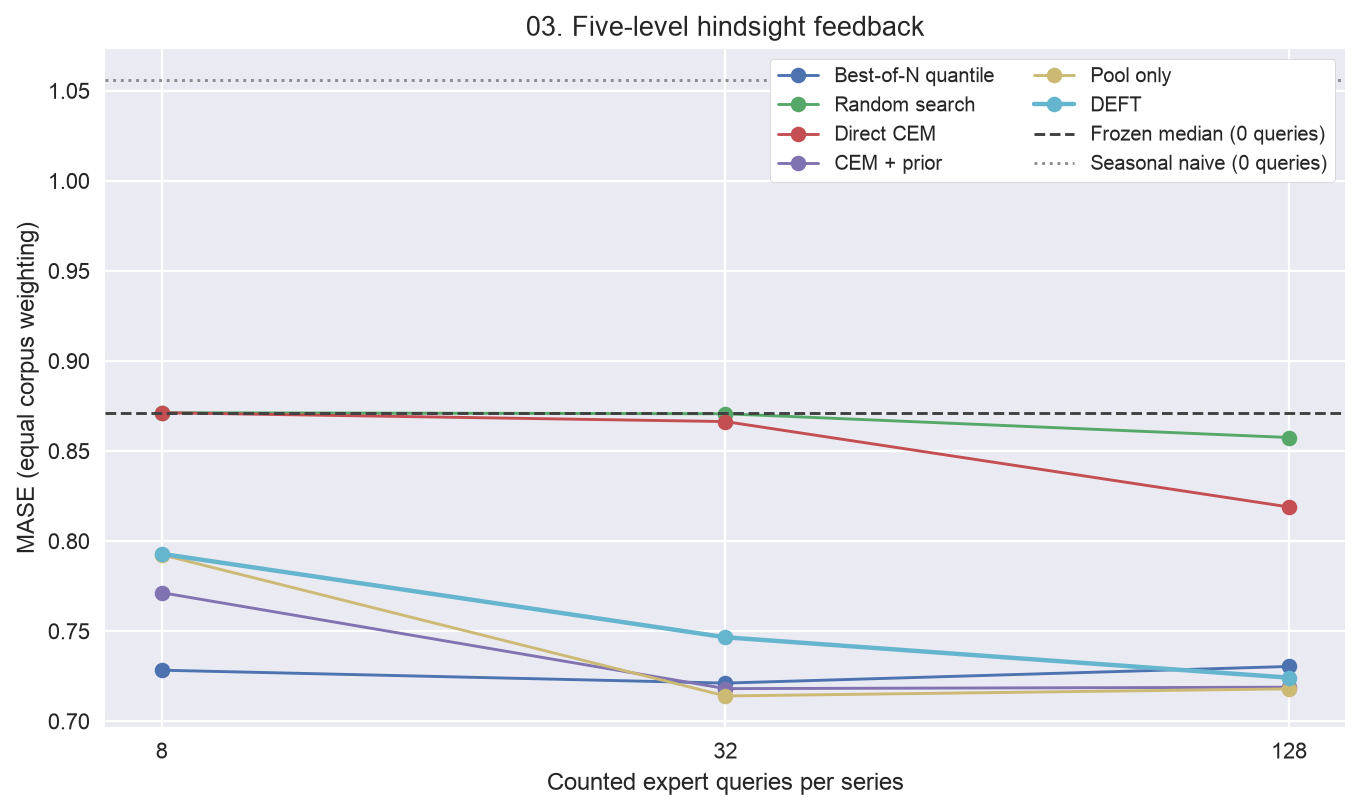 03. Five-level hindsight feedback
Best-of-N quantile
Random search
Direct CEM
CEM + prior
Pool only
DEFT
Frozen median (0 queries)
Seasonal naive (0 queries)
MASE (equal corpus weighting)
1.05
1.00
0.95
0.90
0.85
0.80
0.75
0.70
8
32
128
Counted expert queries per series